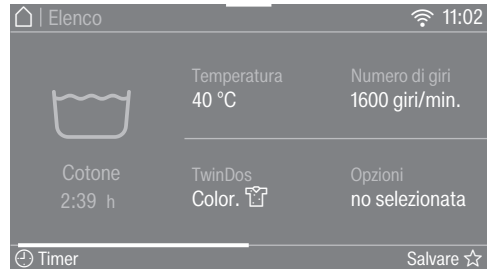 | Elenco
11:02
Temperatura
40 °C
Numero di giri
1600 giri/min.
Cotone
2:39 h
TwinDos
Color.
Opzioni
no selezionata
Timer
Salvare